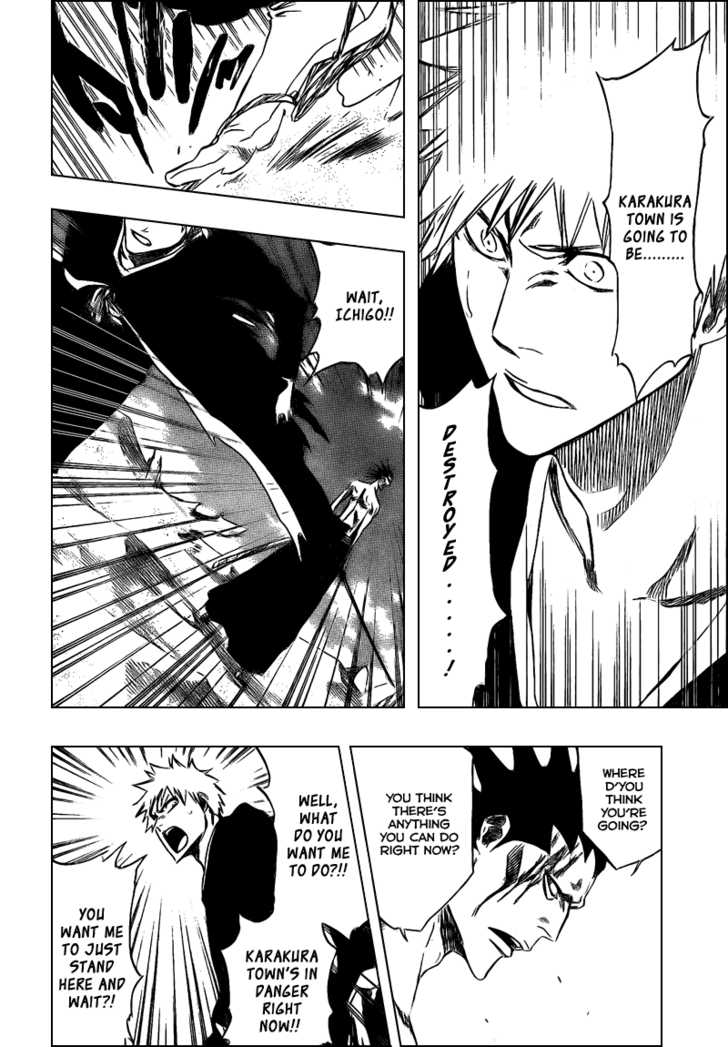 KARAKURA
TOWN IS
GOING TO
BE.........
DESTROYED......!
WAIT,
ICHIGO!!
WHERE
D'YOU
THINK
YOU'RE
GOING?
YOU THINK
THERE'S
ANYTHING
YOU CAN DO
RIGHT NOW?
WELL,
WHAT
DO YOU
WANT ME
TO DO?!!
KARAKURA
TOWN'S IN
DANGER
RIGHT
NOW!!
YOU
WANT ME
TO JUST
STAND
HERE AND
WAIT?!